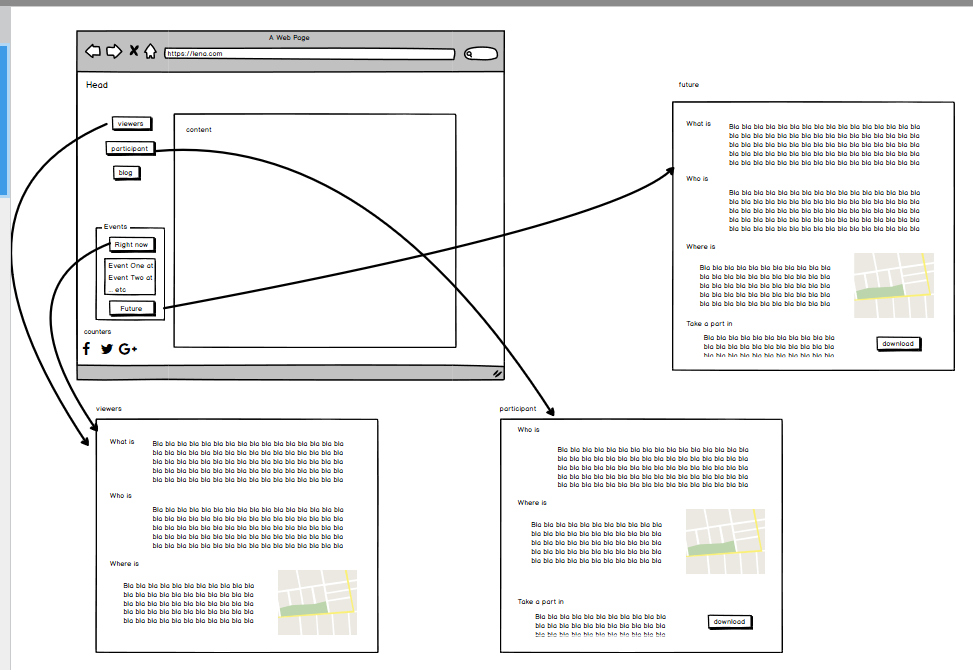 A Web Page
https://lena.com
Head
viewers
participant
blog
content
Events
Right now
Event One at
Event Two at
... etc
Future
counters
future
What is
Bla bla bla bla bla bla bla bla bla bla bla bla bla bla bla bla
bla bla bla bla bla bla bla bla bla bla bla bla bla bla bla bla
bla bla bla bla bla bla bla bla bla bla bla bla bla bla bla bla
bla bla bla bla bla bla bla bla bla bla bla bla bla bla bla bla
bla bla bla bla bla bla bla bla bla bla bla bla bla bla bla bla
Who is
Bla bla bla bla bla bla bla bla bla bla bla bla bla bla bla bla
bla bla bla bla bla bla bla bla bla bla bla bla bla bla bla bla
bla bla bla bla bla bla bla bla bla bla bla bla bla bla bla bla
bla bla bla bla bla bla bla bla bla bla bla bla bla bla bla bla
bla bla bla bla bla bla bla bla bla bla bla bla bla bla bla bla
Where is
Bla bla bla bla bla bla bla bla bla bla bla
bla bla bla bla bla bla bla bla bla bla bla
bla bla bla bla bla bla bla bla bla bla bla
bla bla bla bla bla bla bla bla bla bla bla
bla bla bla bla bla bla bla bla bla bla bla
Take a part in
Bla bla bla bla bla bla bla bla bla bla bla
bla bla bla bla bla bla bla bla bla bla bla
bla bla bla bla bla bla bla bla bla bla bla
download
viewers
What is
Bla bla bla bla bla bla bla bla bla bla bla bla bla bla bla bla
bla bla bla bla bla bla bla bla bla bla bla bla bla bla bla bla
bla bla bla bla bla bla bla bla bla bla bla bla bla bla bla bla
bla bla bla bla bla bla bla bla bla bla bla bla bla bla bla bla
bla bla bla bla bla bla bla bla bla bla bla bla bla bla bla bla
Who is
Bla bla bla bla bla bla bla bla bla bla bla bla bla bla bla bla
bla bla bla bla bla bla bla bla bla bla bla bla bla bla bla bla
bla bla bla bla bla bla bla bla bla bla bla bla bla bla bla bla
bla bla bla bla bla bla bla bla bla bla bla bla bla bla bla bla
bla bla bla bla bla bla bla bla bla bla bla bla bla bla bla bla
Where is
Bla bla bla bla bla bla bla bla bla bla bla
bla bla bla bla bla bla bla bla bla bla bla
bla bla bla bla bla bla bla bla bla bla bla
bla bla bla bla bla bla bla bla bla bla bla
bla bla bla bla bla bla bla bla bla bla bla
participant
Who is
Bla bla bla bla bla bla bla bla bla bla bla bla bla bla bla bla
bla bla bla bla bla bla bla bla bla bla bla bla bla bla bla bla
bla bla bla bla bla bla bla bla bla bla bla bla bla bla bla bla
bla bla bla bla bla bla bla bla bla bla bla bla bla bla bla bla
bla bla bla bla bla bla bla bla bla bla bla bla bla bla bla bla
Where is
Bla bla bla bla bla bla bla bla bla bla bla
bla bla bla bla bla bla bla bla bla bla bla
bla bla bla bla bla bla bla bla bla bla bla
bla bla bla bla bla bla bla bla bla bla bla
bla bla bla bla bla bla bla bla bla bla bla
Take a part in
Bla bla bla bla bla bla bla bla bla bla bla
bla bla bla bla bla bla bla bla bla bla bla
bla bla bla bla bla bla bla bla bla bla bla
download